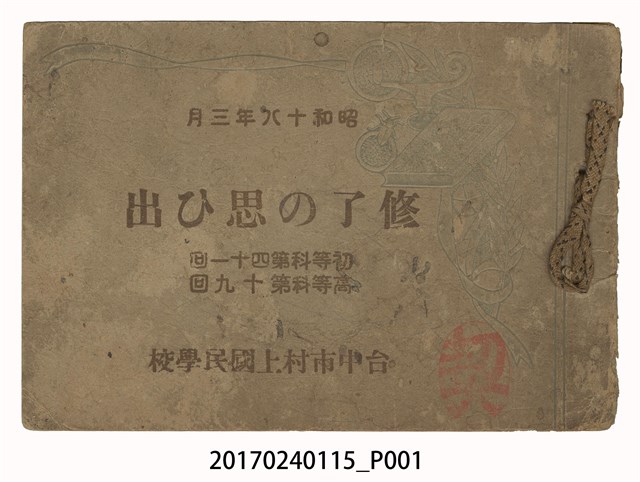 昭和十八年三月
修了の思ひ出
初等科第四十一回
高等科第十九回
台中市村上國民學校
契
20170240115_P001